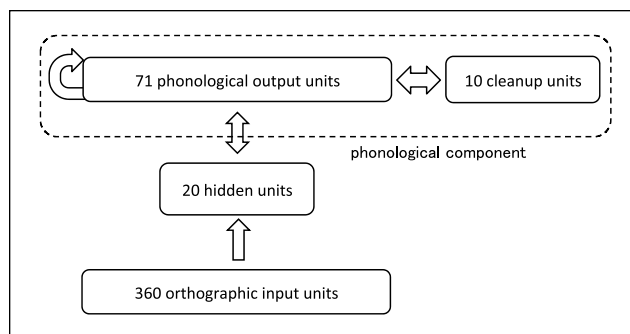 71 phonological output units
10 cleanup units
phonological component
20 hidden units
360 orthographic input units